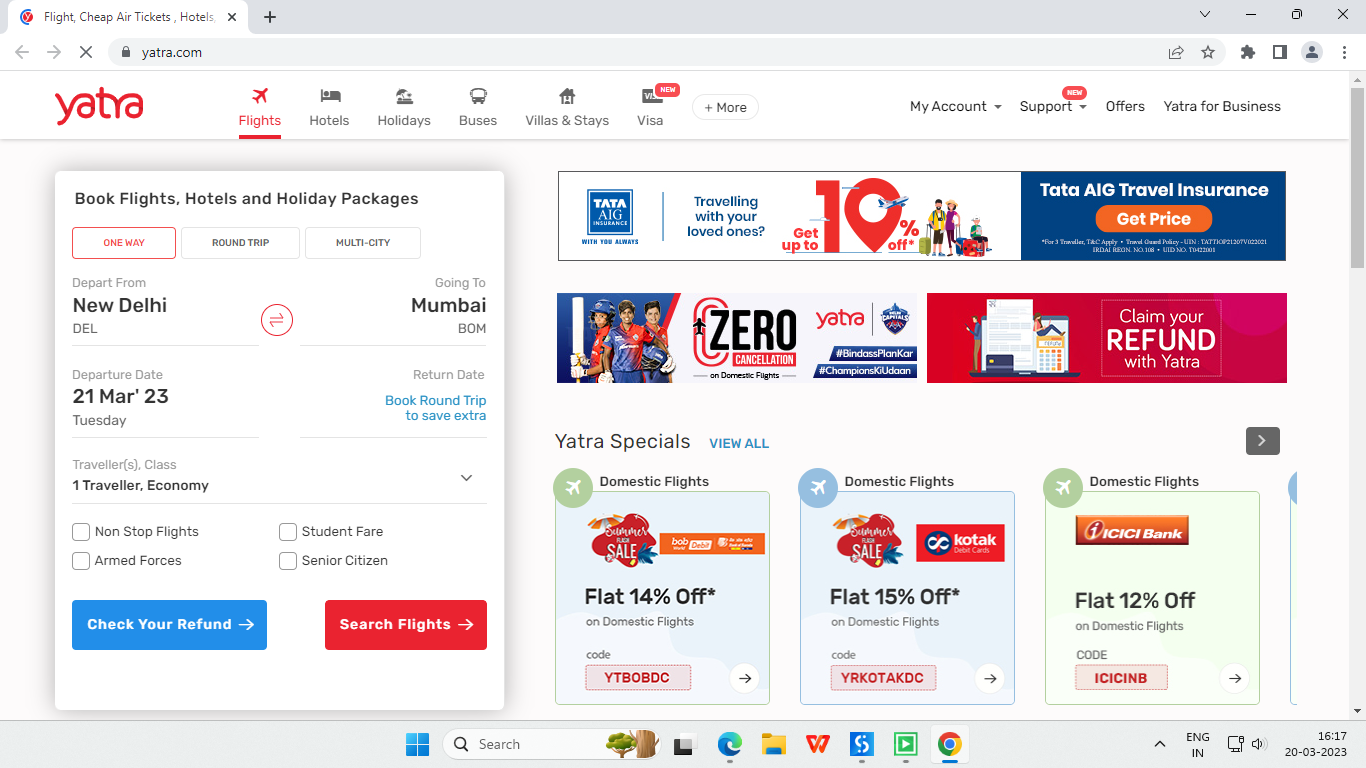 Flight, Cheap Air Tickets , Hotels,
yatra.com
yatra
Flights
Hotels
Holidays
Buses
Villas & Stays
NEW
Visa
+ More
My Account
NEW
Support
Offers
Yatra for Business
Book Flights, Hotels and Holiday Packages
ONE WAY
ROUND TRIP
MULTI-CITY
Depart From
New Delhi
DEL
Going To
Mumbai
BOM
Departure Date
21 Mar' 23
Tuesday
Return Date
Book Round Trip
to save extra
Traveller(s), Class
1 Traveller, Economy
Non Stop Flights
Student Fare
Armed Forces
Senior Citizen
Check Your Refund
Search Flights
TATA
AIG
INSURANCE
WITH YOU ALWAYS
Travelling
with your
loved ones?
Get
up to
10%
off*
Tata AIG Travel Insurance
Get Price
*For 3 Traveller, T&C Apply • Travel Guard Policy - UIN : TATTIOP21207V022021
IRDAI REGN. NO.108 • UID NO. T0422001
ZERO
CANCELLATION
on Domestic Flights
yatra
DELHI
CAPITALS
#BindassPlanKar
#ChampionsKiUdaan
REFUND
Claim your
REFUND
with Yatra
Yatra Specials
VIEW ALL
Domestic Flights
Summer
FLASH
SALE
bob
World
Debit
Flat 14% Off*
on Domestic Flights
code
YTBOBDC
Domestic Flights
Summer
FLASH
SALE
kotak
Debit Cards
Flat 15% Off*
on Domestic Flights
code
YRKOTAKDC
Domestic Flights
ICICI Bank
Flat 12% Off
on Domestic Flights
CODE
ICICINB
Search
ENG
IN
16:17
20-03-2023